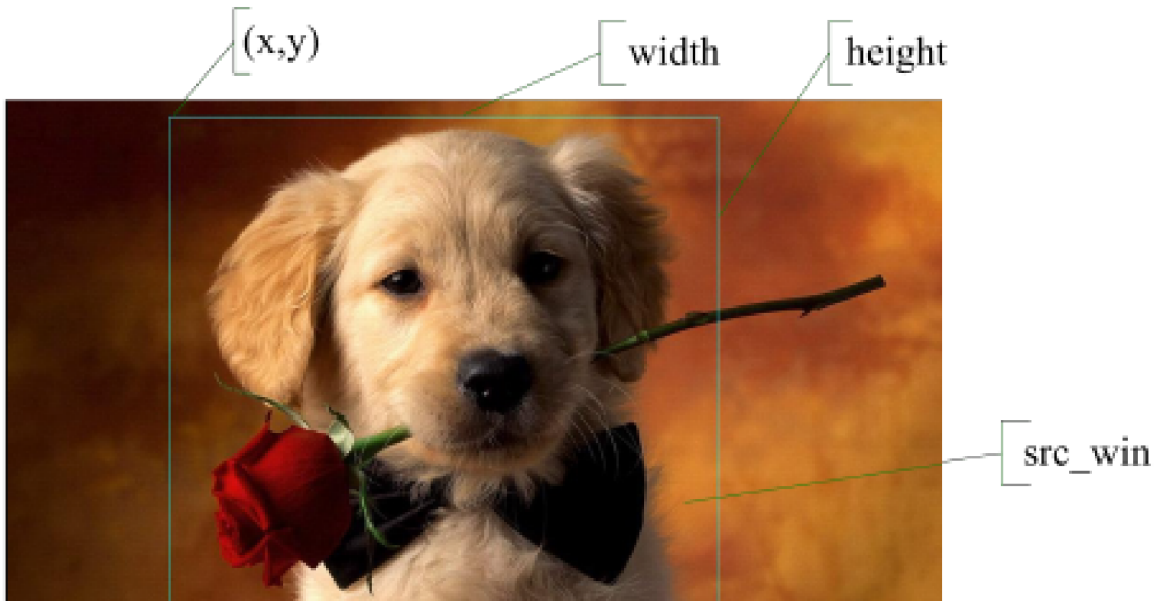 (x,y)
width
height
src_win